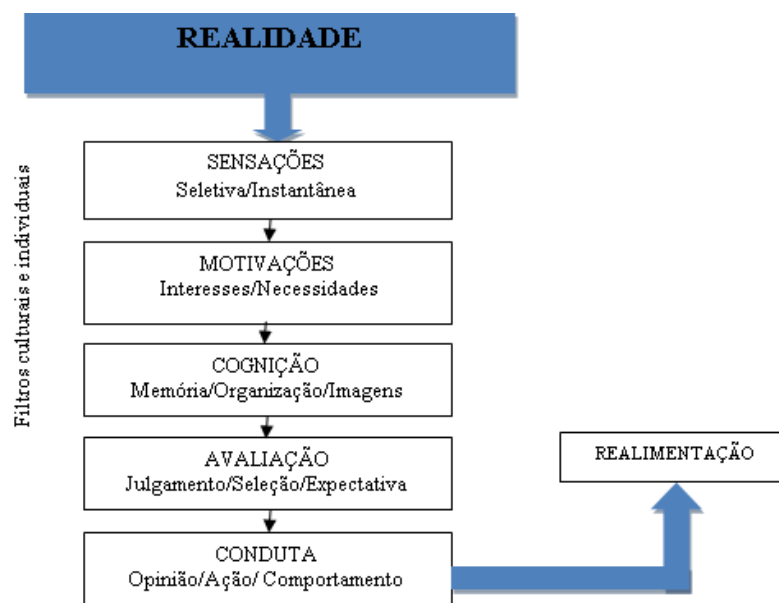 REALIDADE
Filtros culturais e individuais
SENSAÇÕES
Seletiva/Instantânea
MOTIVAÇÕES
Interesses/Necessidades
COGNIÇÃO
Memória/Organização/Imagens
AVALIAÇÃO
Julgamento/Seleção/Expectativa
REALIMENTAÇÃO
CONDUTA
Opinião/Ação/ Comportamento